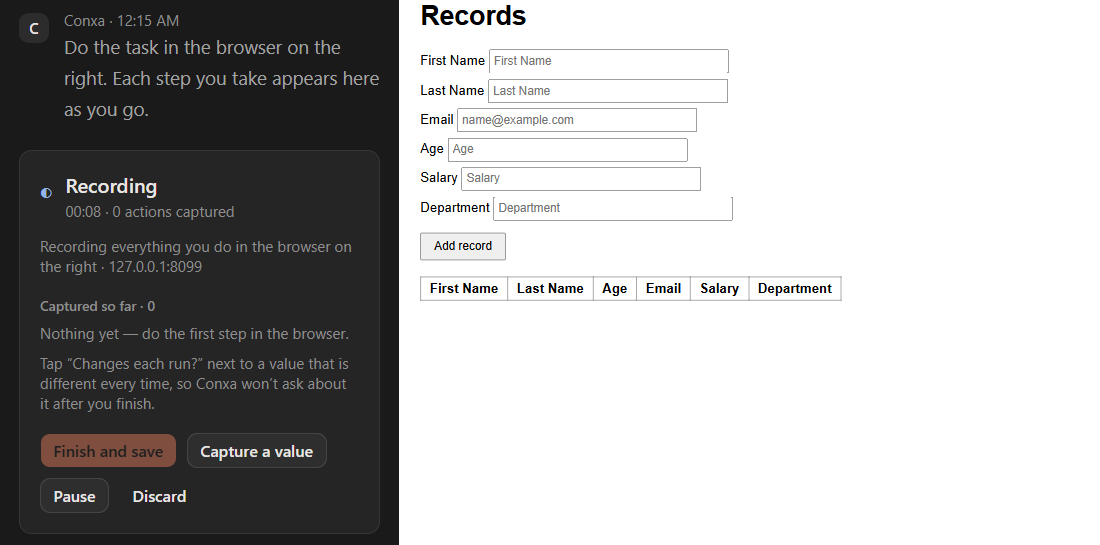 C
Conxa · 12:15 AM
Do the task in the browser on the
right. Each step you take appears here
as you go.
Recording
00:08 · 0 actions captured
Recording everything you do in the browser on
the right · 127.0.0.1:8099
Captured so far · 0
Nothing yet — do the first step in the browser.
Tap “Changes each run?” next to a value that is
different every time, so Conxa won’t ask about
it after you finish.
Finish and save
Capture a value
Pause
Discard
Records
First Name First Name
Last Name Last Name
Email name@example.com
Age Age
Salary Salary
Department Department
Add record
First Name Last Name Age Email Salary Department